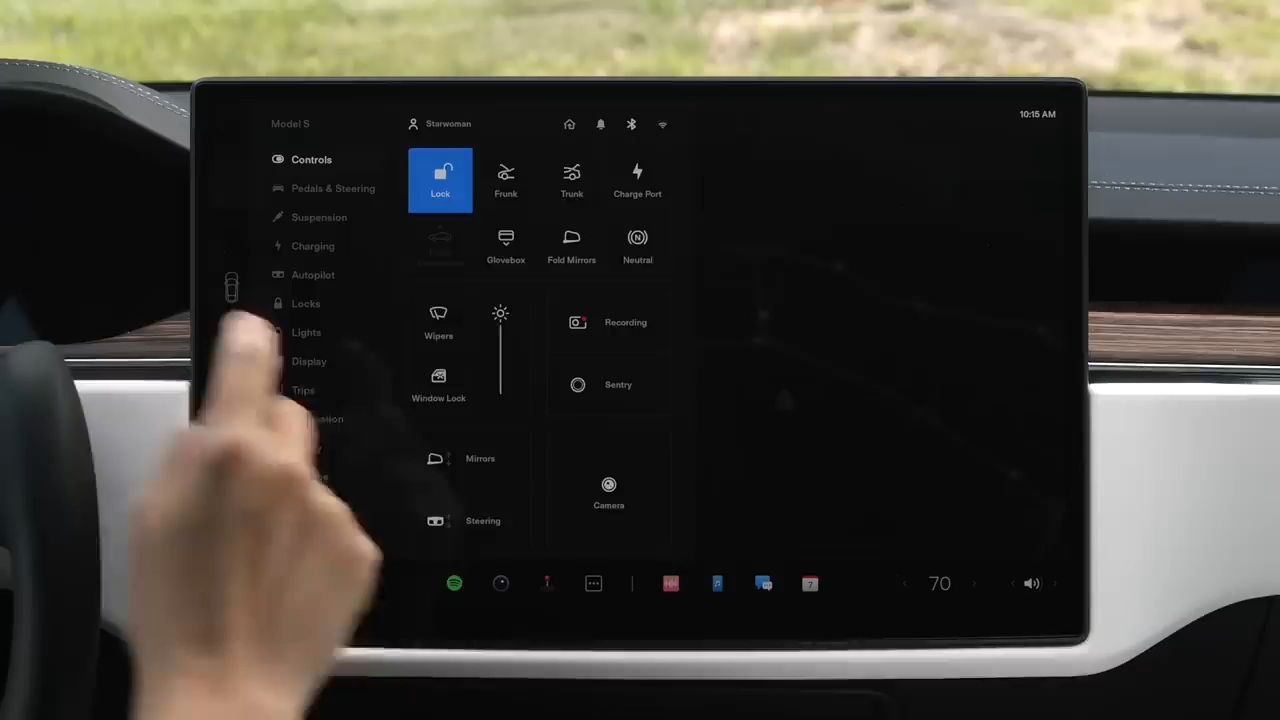 10:15 AM
Model S
Starwoman
Controls
Pedals & Steering
Suspension
Charging
Autopilot
Locks
Lights
Display
Trips
Lock
Frunk
Trunk
Charge Port
Glovebox
Fold Mirrors
N
Neutral
Wipers
Recording
Window Lock
Sentry
Mirrors
Camera
Steering
7
70